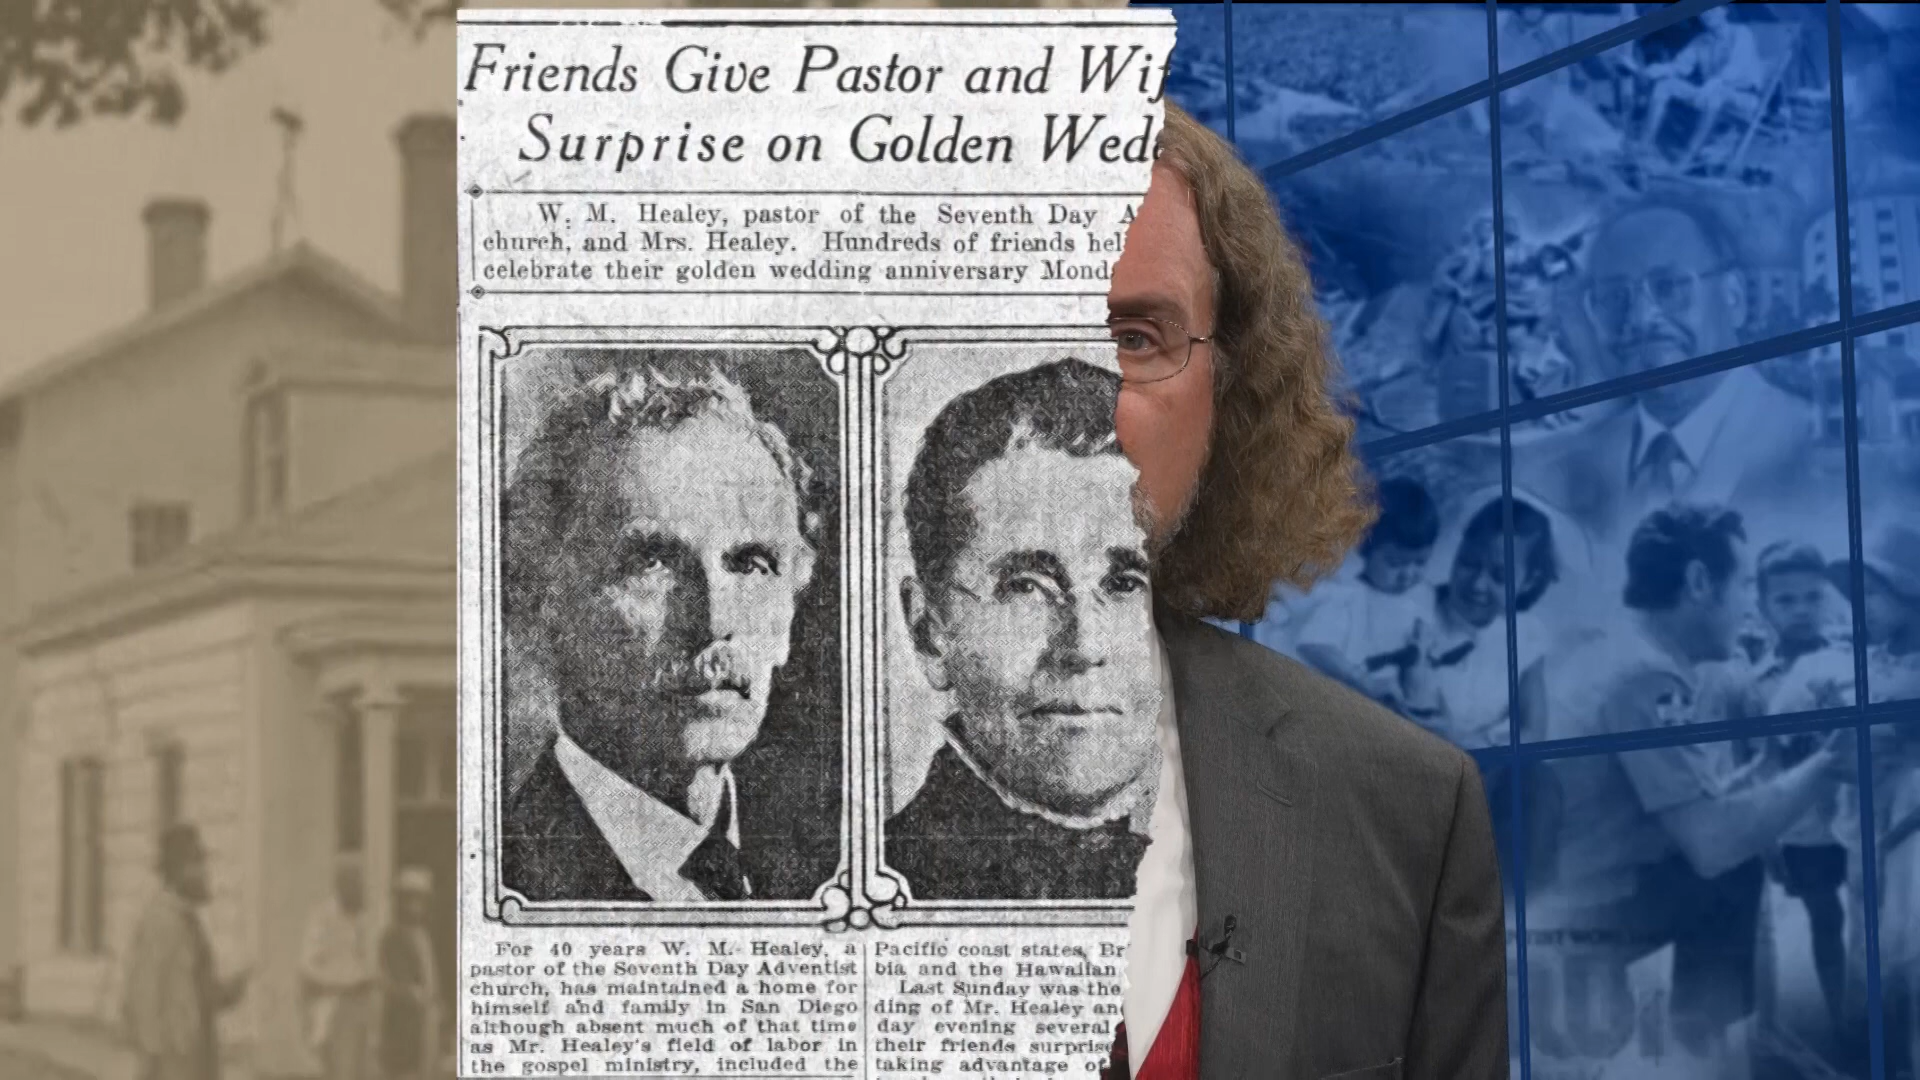 Friends Give Pastor and Wif
Surprise on Golden Wed
W. M. Healey, pastor of the Seventh Day A
church, and Mrs. Healey. Hundreds of friends hel
celebrate their golden wedding anniversary Mond
For 40 years W. M. Healey, a
pastor of the Seventh Day Adventist
church, has maintained a home for
himself and family in San Diego
although absent much of that time
as Mr. Healey's field of labor in
the gospel ministry, included the
Pacific coast states, Br
bia and the Hawaiian
Last Sunday was the
ding of Mr. Healey an
day evening several
their friends surprise
taking advantage of